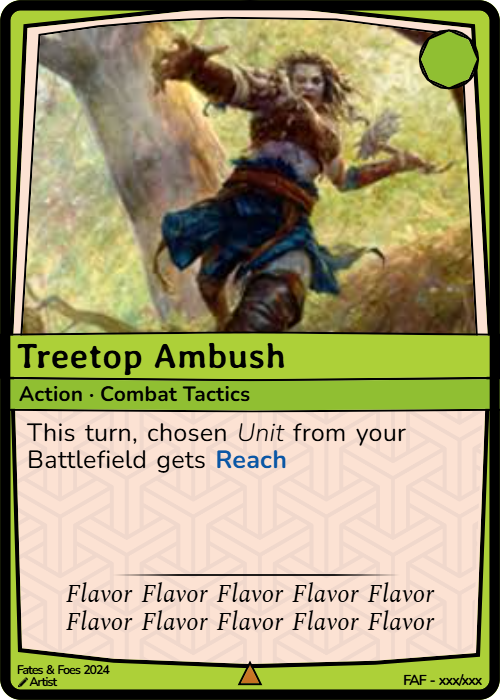 Treetop Ambush
Action · Combat Tactics
This turn, chosen Unit from your
Battlefield gets Reach
Flavor Flavor Flavor Flavor Flavor
Flavor Flavor Flavor Flavor Flavor
Fates & Foes 2024
Artist
FAF - xxx/xxx